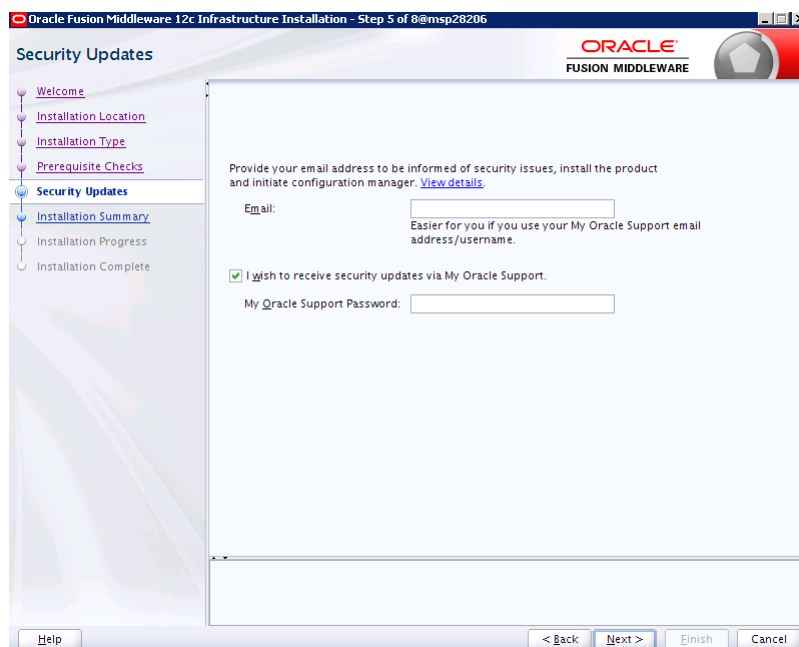 Oracle Fusion Middleware 12c Infrastructure Installation - Step 5 of 8@msp28206
Security Updates
ORACLE
FUSION MIDDLEWARE
Welcome
Installation Location
Installation Type
Prerequisite Checks
Security Updates
Installation Summary
Installation Progress
Installation Complete
Provide your email address to be informed of security issues, install the product
and initiate configuration manager. View details.
Email:
Easier for you if you use your My Oracle Support email
address/username.
I wish to receive security updates via My Oracle Support.
My Oracle Support Password:
Help
< Back
Next >
Finish
Cancel